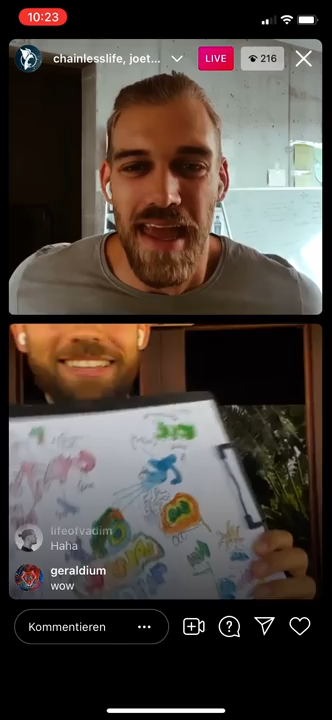 10:23
chainlesslife, joet...
LIVE
216
lifeofvadim
Haha
geraldium
wow
Kommentieren